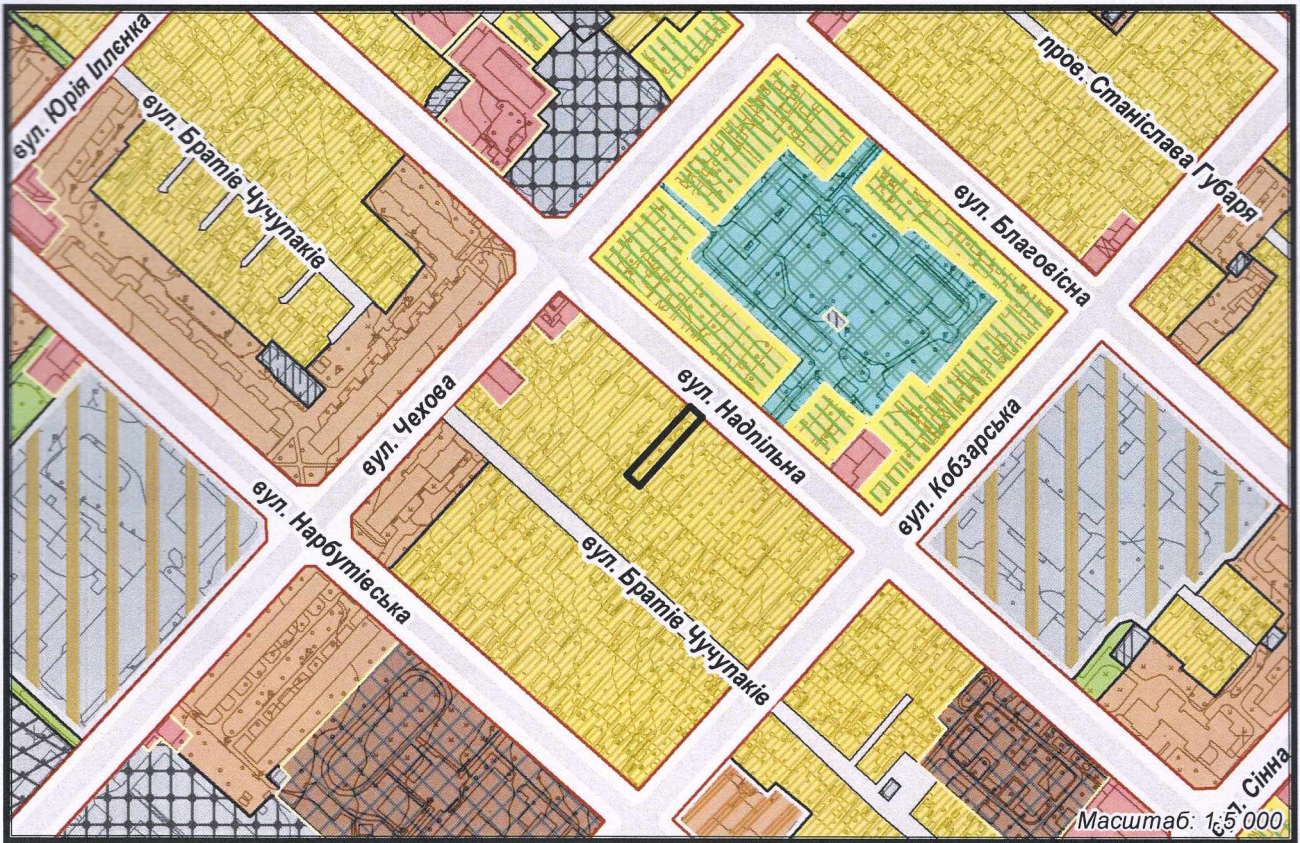 вул. Юрія Іллєнка
вул. Братів Чучупаків
пров. Станіслава Губаря
вул. Благовісна
вул. Чехова
вул. Надпільна
вул. Кобзарська
вул. Нарбутівська
вул. Братів Чучупаків
Сінна
Масштаб: 1:5 000